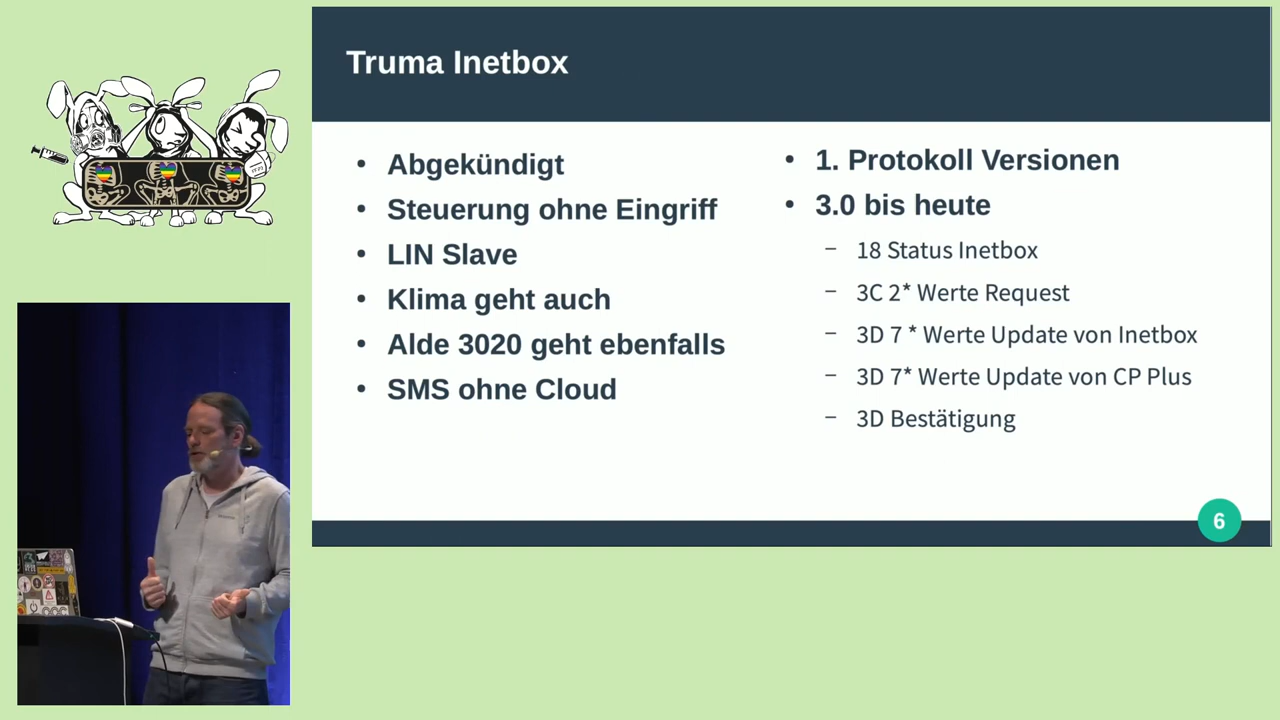 Truma Inetbox
• Abgekündigt
• Steuerung ohne Eingriff
• LIN Slave
• Klima geht auch
• Alde 3020 geht ebenfalls
• SMS ohne Cloud
• 1. Protokoll Versionen
• 3.0 bis heute
– 18 Status Inetbox
– 3C 2* Werte Request
– 3D 7 * Werte Update von Inetbox
– 3D 7* Werte Update von CP Plus
– 3D Bestätigung
6